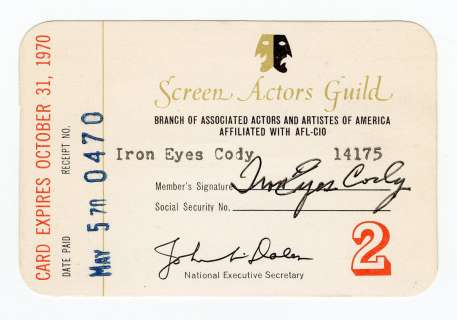 Screen Actors Guild
BRANCH OF ASSOCIATED ACTORS AND ARTISTES OF AMERICA
AFFILIATED WITH AFL-CIO
Iron Eyes Cody 14175
Member's Signature Iron Eyes Cody
Social Security No.
John L. Dales
National Executive Secretary
2
CARD EXPIRES OCTOBER 31, 1970
RECEIPT NO. 0470
DATE PAID MAY 5 70